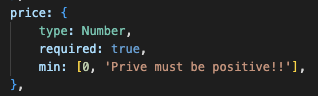 price: {
    type: Number,
    required: true,
    min: [0, 'Prive must be positive!!'],
},